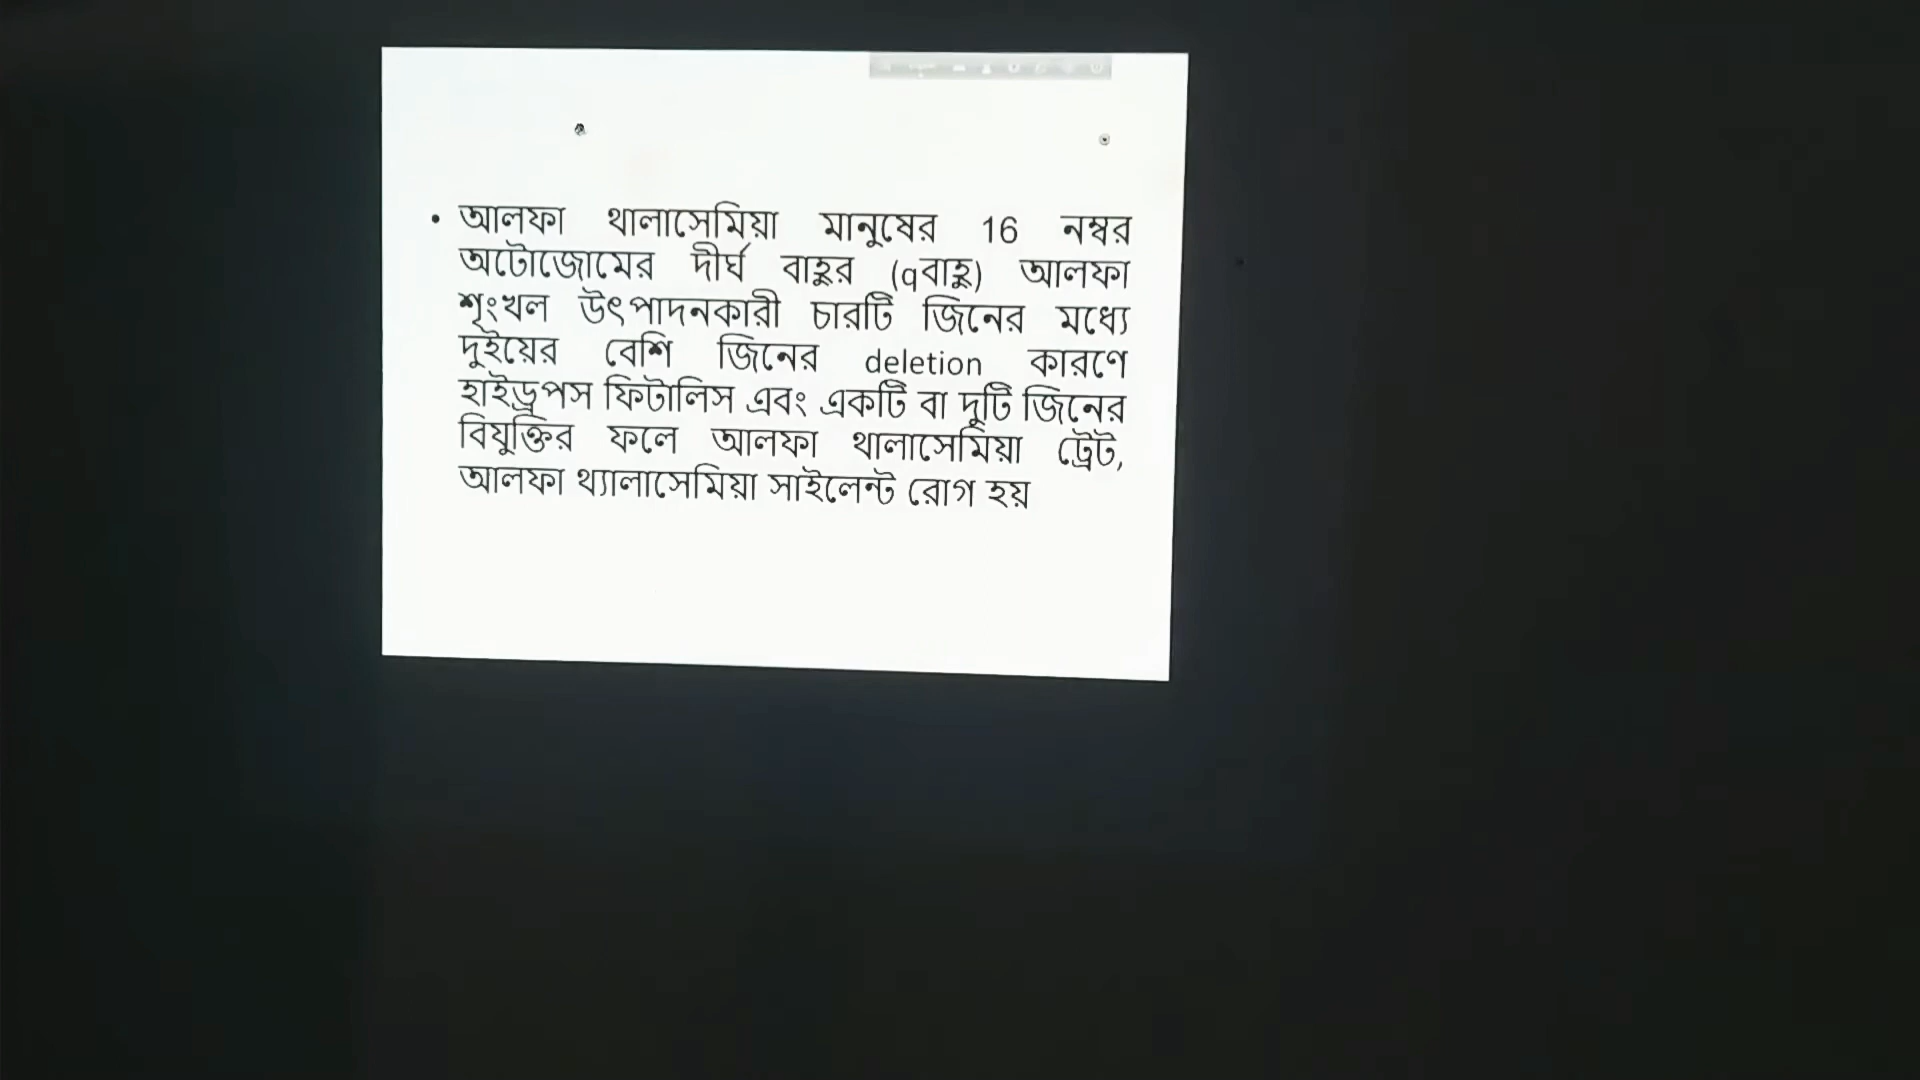 • আলফা থালাসেমিয়া মানুষের 16 নম্বর
অটোজোমের দীর্ঘ বাহুর (qবাহু) আলফা
শৃংখল উৎপাদনকারী চারটি জিনের মধ্যে
দুইয়ের বেশি জিনের deletion কারণে
হাইড্রপস ফিটালিস এবং একটি বা দুটি জিনের
বিযুক্তির ফলে আলফা থালাসেমিয়া ট্রেট,
আলফা থ্যালাসেমিয়া সাইলেন্ট রোগ হয়